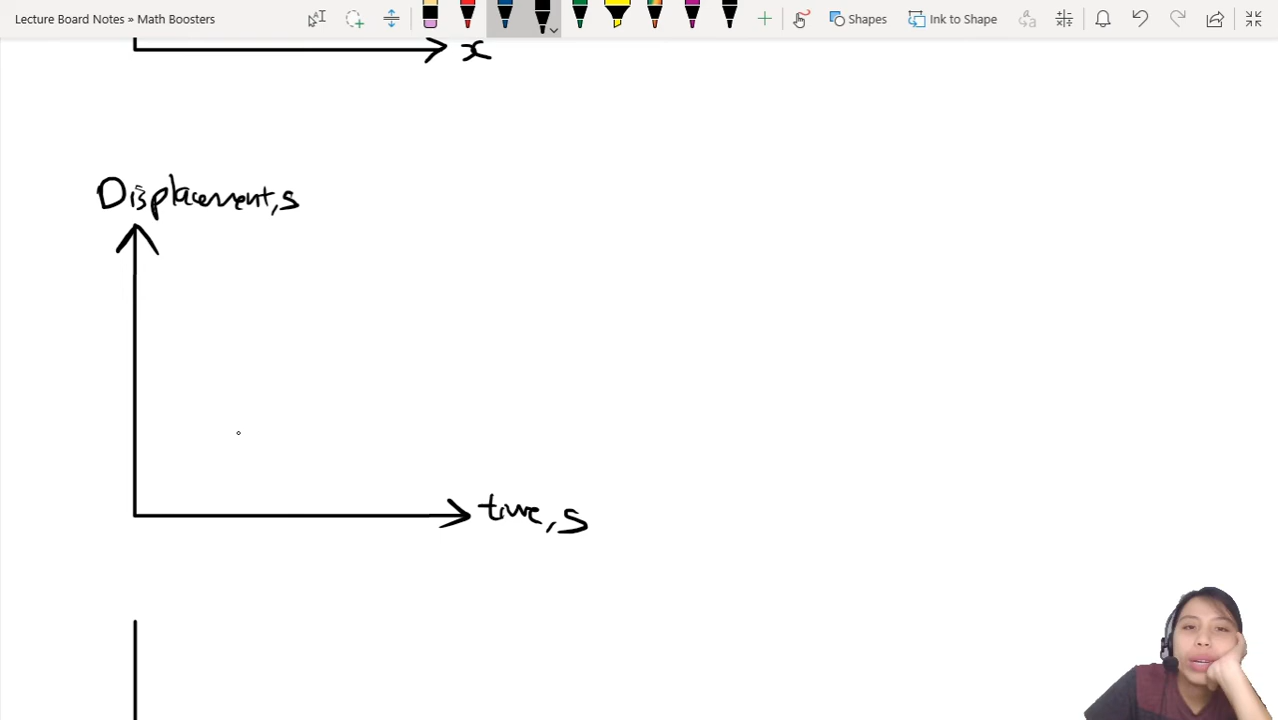 Lecture Board Notes » Math Boosters
Shapes
Ink to Shape
x
Displacement, s
time, s